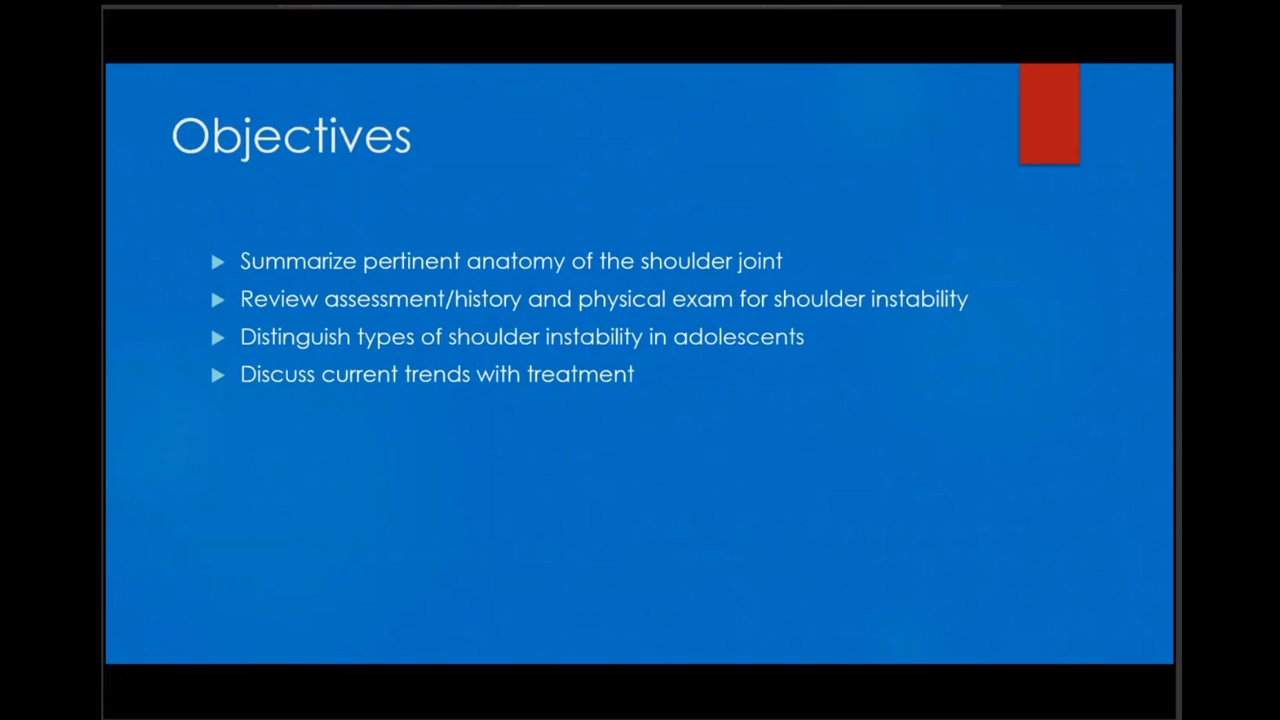 Objectives
Summarize pertinent anatomy of the shoulder joint
Review assessment/history and physical exam for shoulder instability
Distinguish types of shoulder instability in adolescents
Discuss current trends with treatment